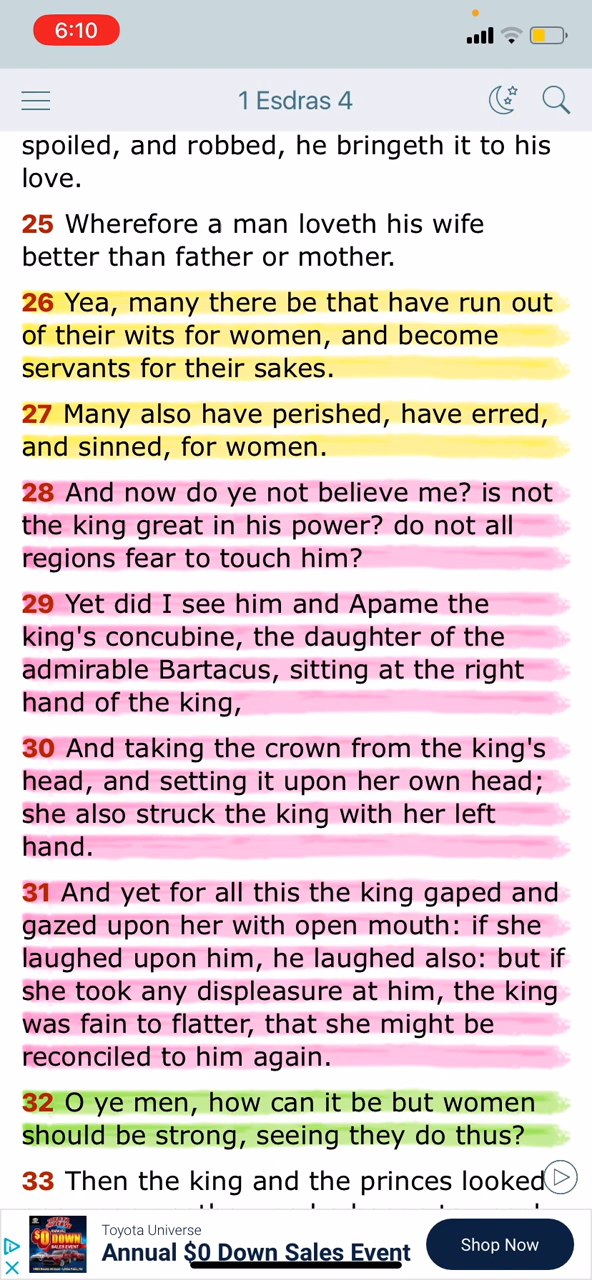 6:10
1 Esdras 4
spoiled, and robbed, he bringeth it to his
love.
25 Wherefore a man loveth his wife
better than father or mother.
26 Yea, many there be that have run out
of their wits for women, and become
servants for their sakes.
27 Many also have perished, have erred,
and sinned, for women.
28 And now do ye not believe me? is not
the king great in his power? do not all
regions fear to touch him?
29 Yet did I see him and Apame the
king's concubine, the daughter of the
admirable Bartacus, sitting at the right
hand of the king,
30 And taking the crown from the king's
head, and setting it upon her own head;
she also struck the king with her left
hand.
31 And yet for all this the king gaped and
gazed upon her with open mouth: if she
laughed upon him, he laughed also: but if
she took any displeasure at him, the king
was fain to flatter, that she might be
reconciled to him again.
32 O ye men, how can it be but women
should be strong, seeing they do thus?
33 Then the king and the princes looked
$0 DOWN
SALES EVENT
Toyota Universe
Annual $0 Down Sales Event
Shop Now